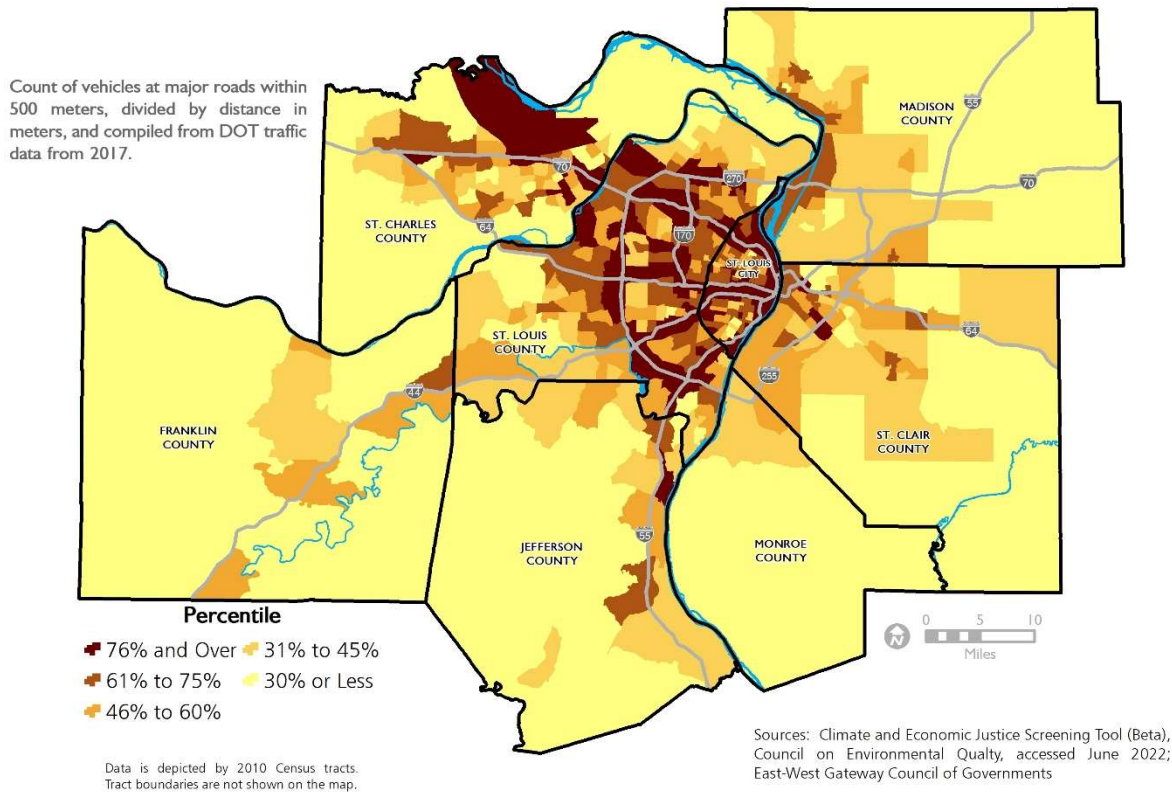 Count of vehicles at major roads within
500 meters, divided by distance in
meters, and compiled from DOT traffic
data from 2017.
MADISON
COUNTY
55
70
70
270
ST. CHARLES
COUNTY
64
170
ST. LOUIS
CITY
ST. LOUIS
COUNTY
64
255
44
FRANKLIN
COUNTY
ST. CLAIR
COUNTY
55
JEFFERSON
COUNTY
MONROE
COUNTY
Percentile
76% and Over
31% to 45%
61% to 75%
30% or Less
46% to 60%
N
0 5 10
Miles
Data is depicted by 2010 Census tracts.
Tract boundaries are not shown on the map.
Sources: Climate and Economic Justice Screening Tool (Beta),
Council on Environmental Qualty, accessed June 2022;
East-West Gateway Council of Governments